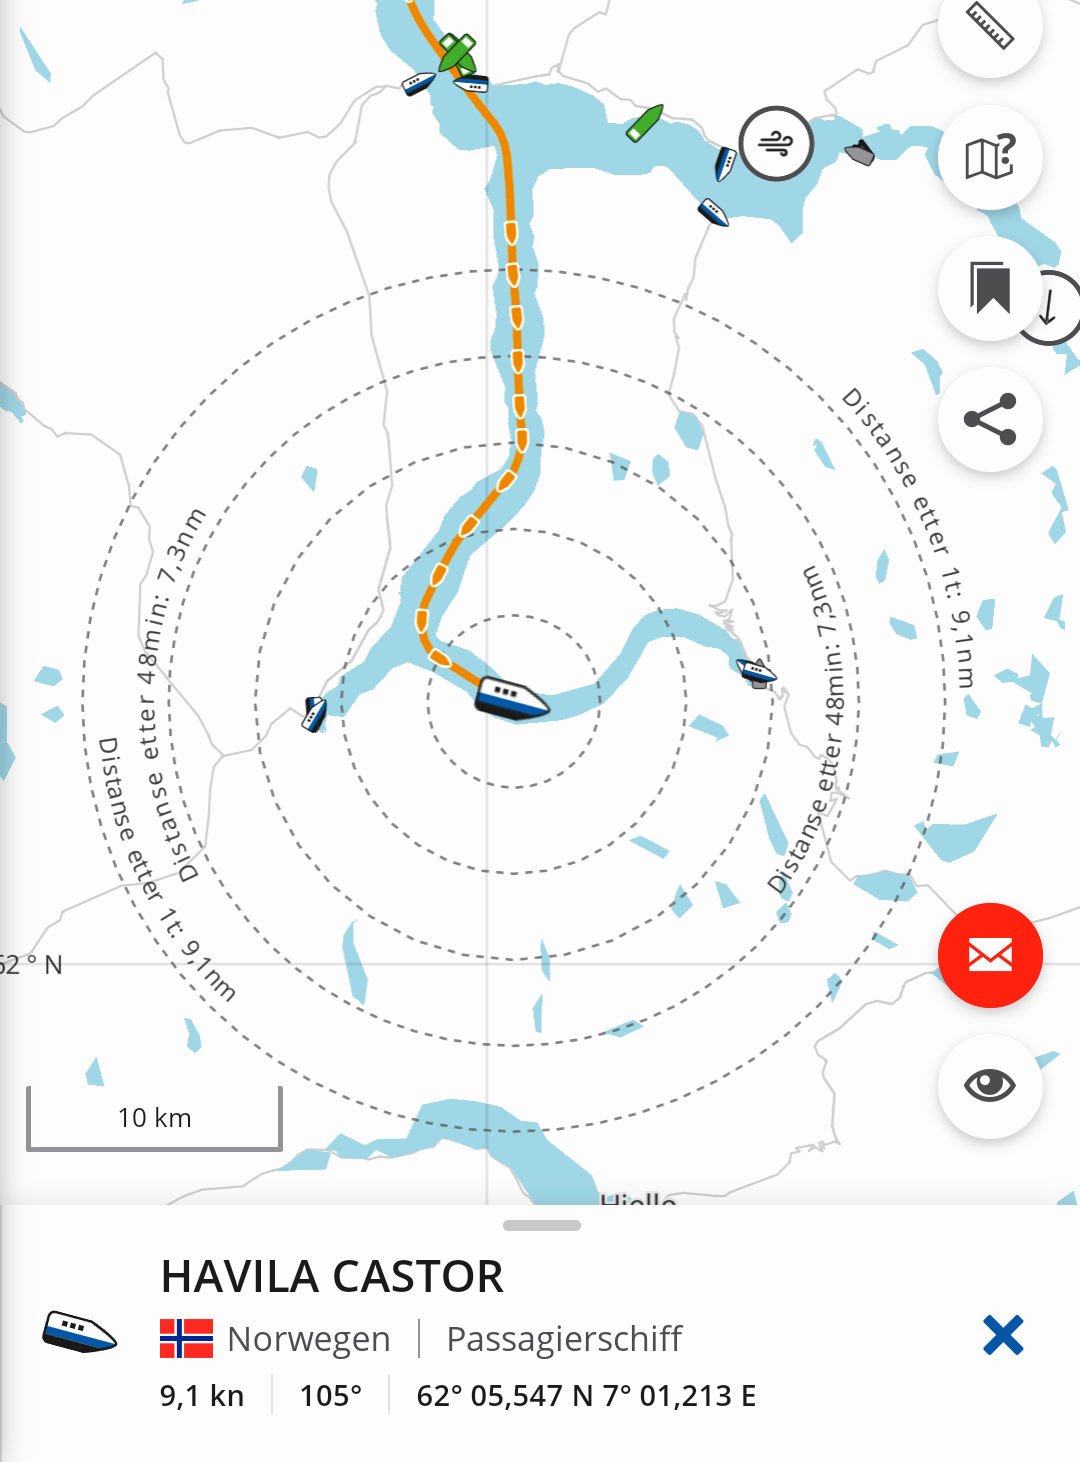 Distanse etter 1t: 9,1nm
Distanse etter 48min: 7,3nm
Distanse etter 48min: 7,3nm
Distanse etter 1t: 9,1nm
62 ° N
10 km
HAVILA CASTOR
Norwegen | Passagierschiff
9,1 kn | 105° | 62° 05,547 N 7° 01,213 E